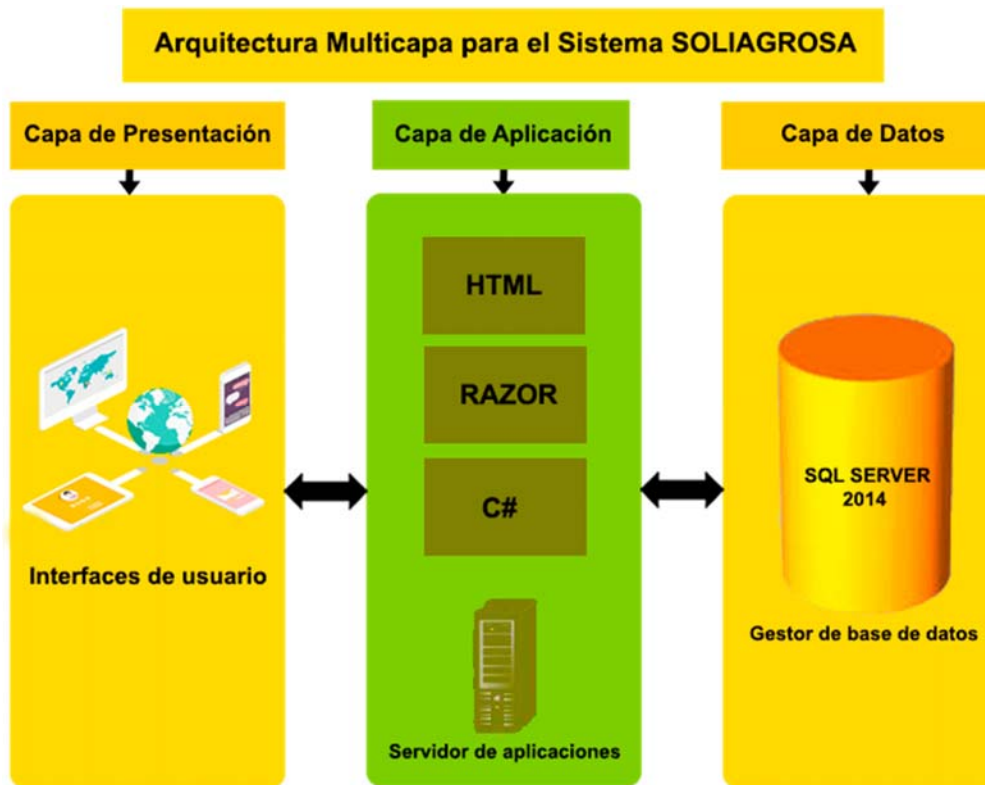 Arquitectura Multicapa para el Sistema SOLIAGROSA
Capa de Presentación
Capa de Aplicación
Capa de Datos
HTML
RAZOR
C#
Interfaces de usuario
Servidor de aplicaciones
SQL SERVER
2014
Gestor de base de datos